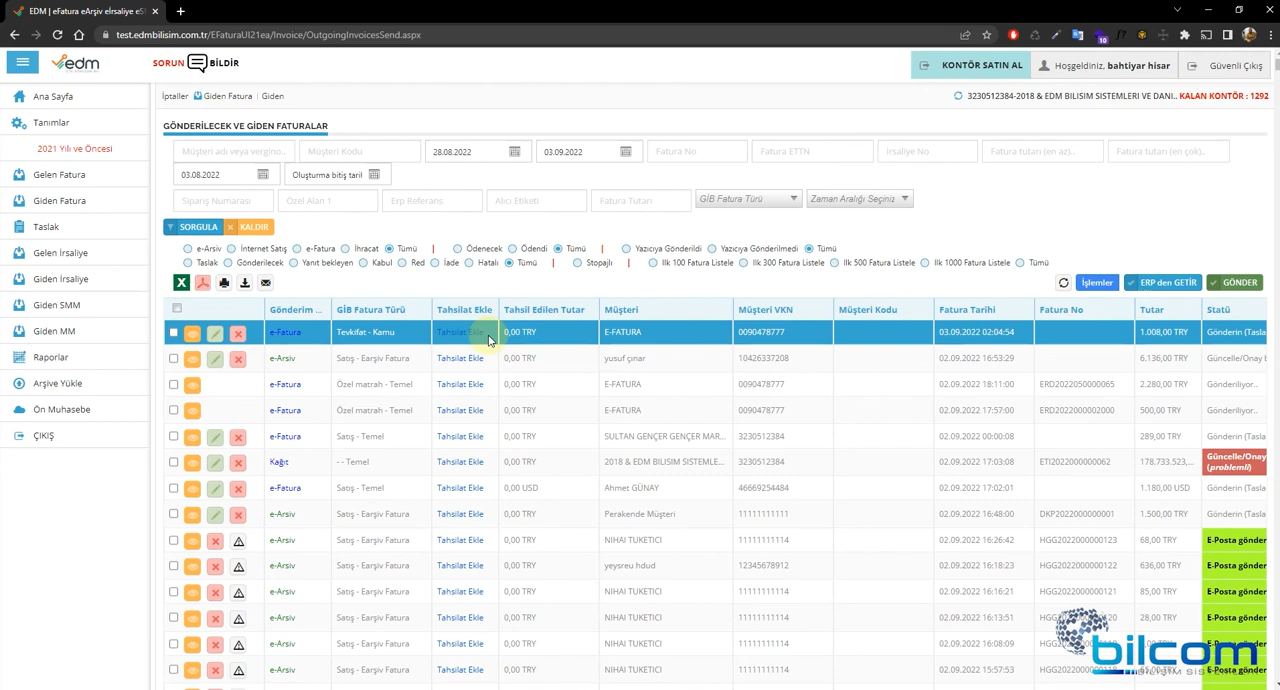 EDM | eFatura eArşiv eİrsaliye eS
test.edmbilisim.com.tr/EFaturaUI21ea/Invoice/OutgoingInvoicesSend.aspx
10
edm
SORUN BİLDİR
KONTÖR SATIN AL
Hoşgeldiniz, bahtiyar hisar
Güvenli Çıkış
Ana Sayfa
Tanımlar
2021 Yılı ve Öncesi
Gelen Fatura
Giden Fatura
Taslak
Gelen İrsaliye
Giden İrsaliye
Giden SMM
Giden MM
Raporlar
Arşive Yükle
Ön Muhasebe
ÇIKIŞ
İptaller Giden Fatura Giden
3230512384-2018 & EDM BILISIM SISTEMLERI VE DANI.. KALAN KONTÖR : 1292
GÖNDERİLECEK VE GİDEN FATURALAR
Müşteri adı veya vergino.. Müşteri Kodu 28.08.2022 03.09.2022 Fatura No Fatura ETTN İrsaliye No Fatura tutarı (en az).. Fatura tutarı (en çok)..
03.08.2022 Oluşturma bitiş taril
Sipariş Numarası Özel Alan 1 Erp Referans Alıcı Etiketi Fatura Tutarı GİB Fatura Türü Zaman Aralığı Seçiniz
SORGULA KALDIR
e-Arşiv İnternet Satış e-Fatura İhracat Tümü | Ödenecek Ödendi Tümü | Yazıcıya Gönderildi Yazıcıya Gönderilmedi Tümü
Taslak Gönderilecek Yanıt bekleyen Kabul Red İade Hatalı Tümü | Stopajlı | Ilk 100 Fatura Listele Ilk 300 Fatura Listele Ilk 500 Fatura Listele Ilk 1000 Fatura Listele Tümü
İşlemler ERP den GETİR GÖNDER
Gönderim ... GİB Fatura Türü Tahsilat Ekle Tahsil Edilen Tutar Müşteri Müşteri VKN Müşteri Kodu Fatura Tarihi Fatura No Tutar Statü
e-Fatura Tevkifat - Kamu Tahsilat Ekle 0,00 TRY E-FATURA 0090478777 03.09.2022 02:04:54 1.008,00 TRY Gönderin (Tasla
e-Arsiv Satış - Earşiv Fatura Tahsilat Ekle 0,00 TRY yusuf çınar 10426337208 02.09.2022 16:53:29 6.136,00 TRY Güncelle/Onay b
e-Fatura Özel matrah - Temel Tahsilat Ekle 0,00 TRY E-FATURA 0090478777 02.09.2022 18:11:00 ERD2022050000065 2.280,00 TRY Gönderiliyor..
e-Fatura Özel matrah - Temel Tahsilat Ekle 0,00 TRY E-FATURA 0090478777 02.09.2022 17:57:00 ERD2022000002000 500,00 TRY Gönderiliyor..
e-Fatura Satış - Temel Tahsilat Ekle 0,00 TRY SULTAN GENÇER GENÇER MAR... 3230512384 02.09.2022 00:00:08 289,00 TRY Gönderin (Tasla
Kağıt - - Temel Tahsilat Ekle 0,00 TRY 2018 & EDM BILISIM SISTEMLE... 3230512384 02.09.2022 17:03:08 ETI2022000000062 178.733.523,... Güncelle/Onay (problemli)
e-Fatura Satış - Temel Tahsilat Ekle 0,00 USD Ahmet GÜNAY 46669254484 02.09.2022 17:02:01 1.180,00 USD Gönderin (Tasla
e-Arsiv Satış - Earşiv Fatura Tahsilat Ekle 0,00 TRY Perakende Müşteri 11111111111 02.09.2022 16:48:00 DKP2022000000001 1.500,00 TRY Gönderin (Tasla
e-Arsiv Satış - Earşiv Fatura Tahsilat Ekle 0,00 TRY NIHAI TUKETICI 11111111114 02.09.2022 16:26:42 HGG2022000000123 68,00 TRY E-Posta gönder
e-Arsiv Satış - Earşiv Fatura Tahsilat Ekle 0,00 TRY yeysreu hdud 12345678912 02.09.2022 16:18:23 HGG2022000000122 636,00 TRY E-Posta gönder
e-Arsiv Satış - Earşiv Fatura Tahsilat Ekle 0,00 TRY NIHAI TUKETICI 11111111114 02.09.2022 16:16:21 HGG2022000000121 85,00 TRY E-Posta gönder
e-Arsiv Satış - Earşiv Fatura Tahsilat Ekle 0,00 TRY NIHAI TUKETICI 11111111114 02.09.2022 16:13:51 28,00 TRY E-Posta gönder
e-Arsiv Satış - Earşiv Fatura Tahsilat Ekle 0,00 TRY NIHAI TUKETICI 11111111114 02.09.2022 16:08:09
e-Arsiv Satış - Earşiv Fatura Tahsilat Ekle 0,00 TRY NIHAI TUKETICI 11111111114 02.09.2022 15:57:53
bilcom